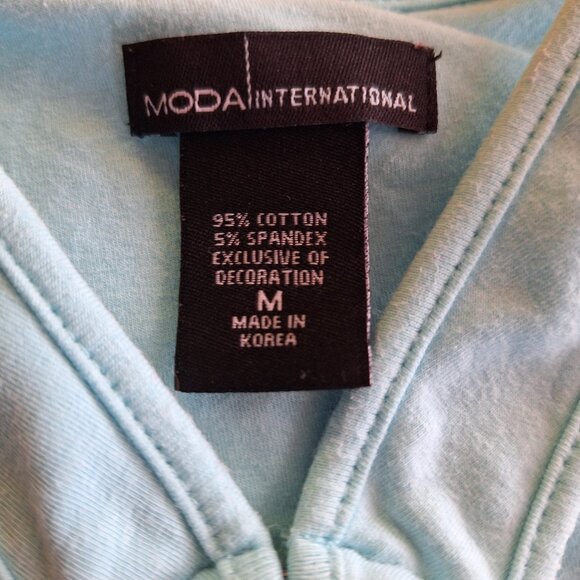 MODA INTERNATIONAL
95% COTTON
5% SPANDEX
EXCLUSIVE OF
DECORATION
M
MADE IN
KOREA